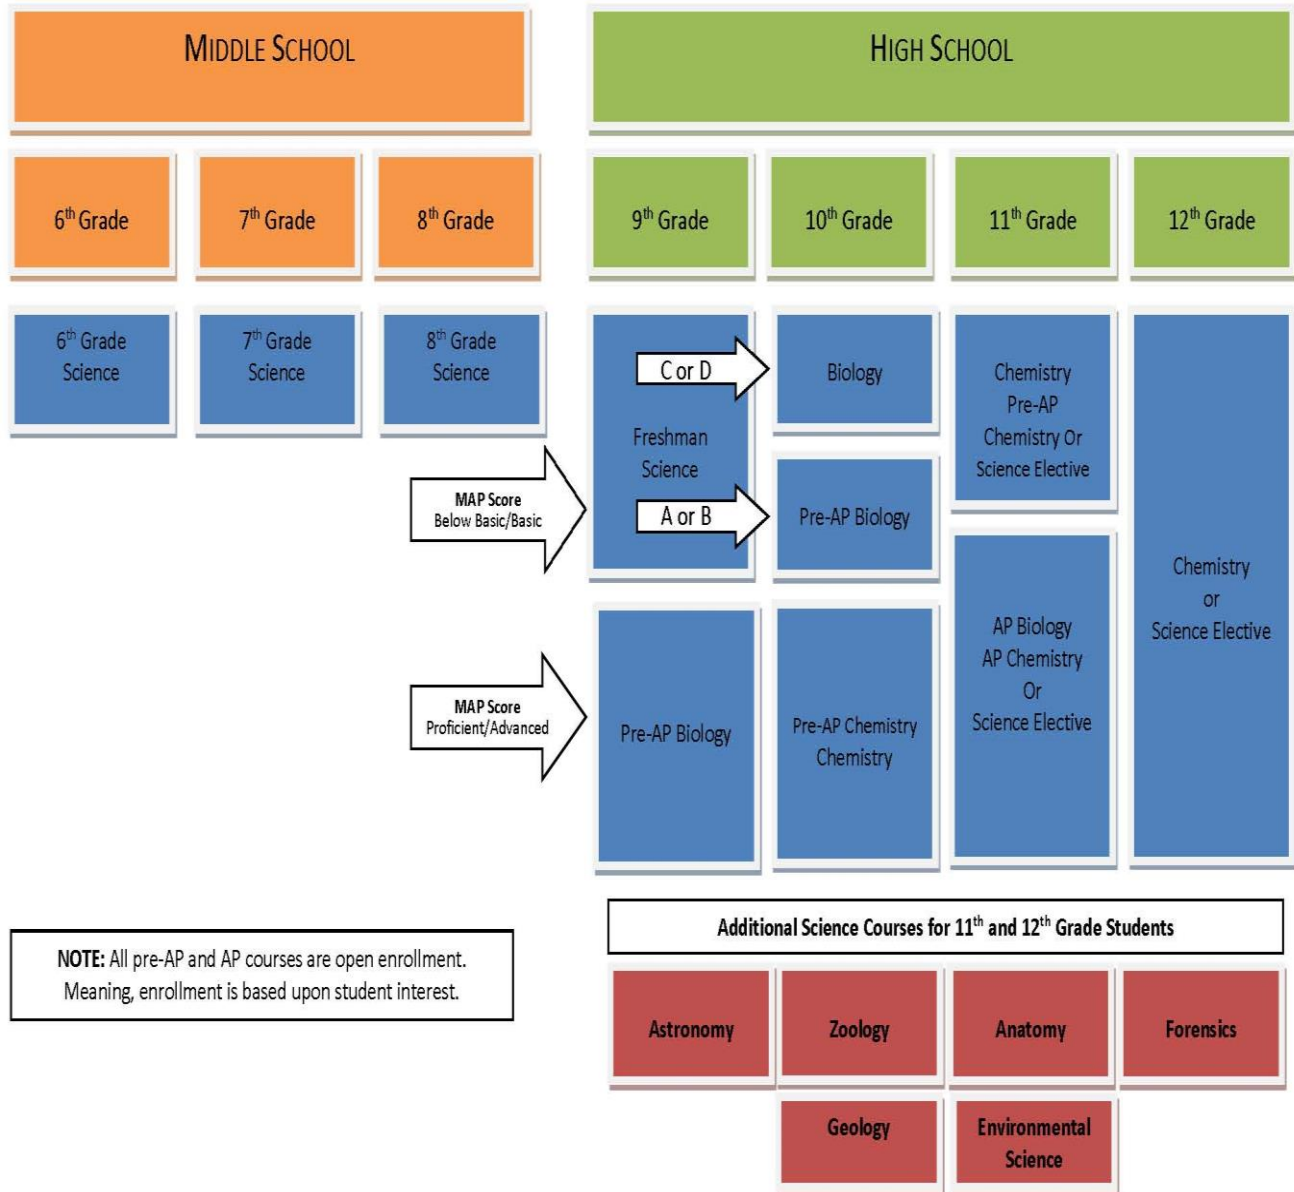 MIDDLE SCHOOL
HIGH SCHOOL
6th Grade
7th Grade
8th Grade
9th Grade
10th Grade
11th Grade
12th Grade
6th Grade
Science
7th Grade
Science
8th Grade
Science
MAP Score
Below Basic/Basic
Freshman
Science
C or D
A or B
Biology
Pre-AP Biology
Chemistry
Pre-AP
Chemistry Or
Science Elective
MAP Score
Proficient/Advanced
Pre-AP Biology
Pre-AP Chemistry
Chemistry
AP Biology
AP Chemistry
Or
Science Elective
Chemistry
or
Science Elective
NOTE: All pre-AP and AP courses are open enrollment.
Meaning, enrollment is based upon student interest.
Additional Science Courses for 11th and 12th Grade Students
Astronomy
Zoology
Anatomy
Forensics
Geology
Environmental
Science